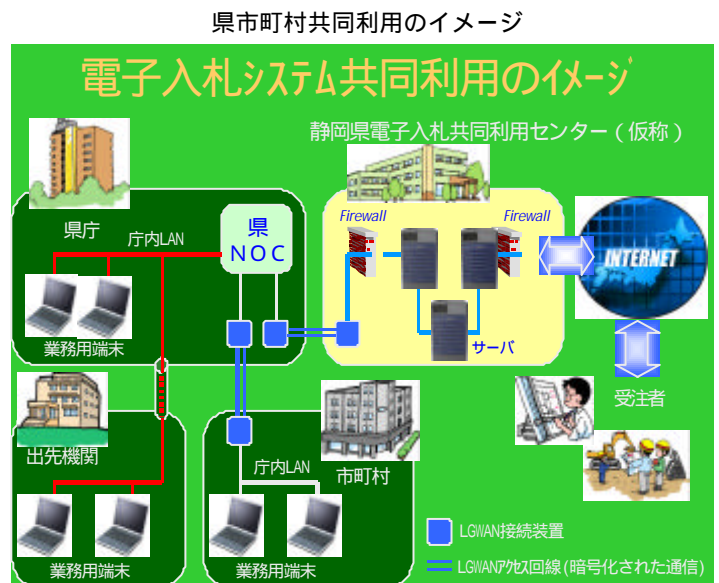 県市町村共同利用のイメージ
電子入札システム共同利用のイメージ
静岡県電子入札共同利用センター(仮称)
県庁
庁内LAN
県
NOC
Firewall
Firewall
INTERNET
サーバ
業務用端末
受注者
出先機関
庁内LAN
市町村
業務用端末
業務用端末
LGWAN接続装置
LGWANアクセス回線(暗号化された通信)